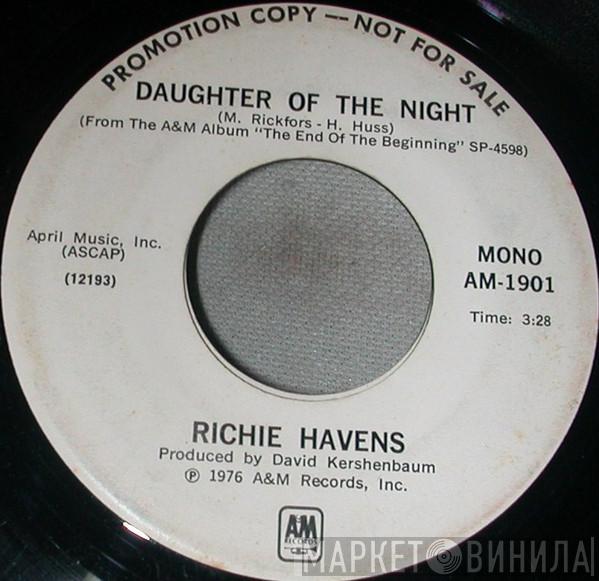 PROMOTION COPY — NOT FOR SALE
DAUGHTER OF THE NIGHT
(M. Rickfors - H. Huss)
(From The A&M Album "The End Of The Beginning" SP-4598)
April Music, Inc.
(ASCAP)
(12193)
MONO
AM-1901
Time: 3:28
RICHIE HAVENS
Produced by David Kershenbaum
℗ 1976 A&M Records, Inc.
A&M
RECORDS
МАРКЕТ ВИНИЛА